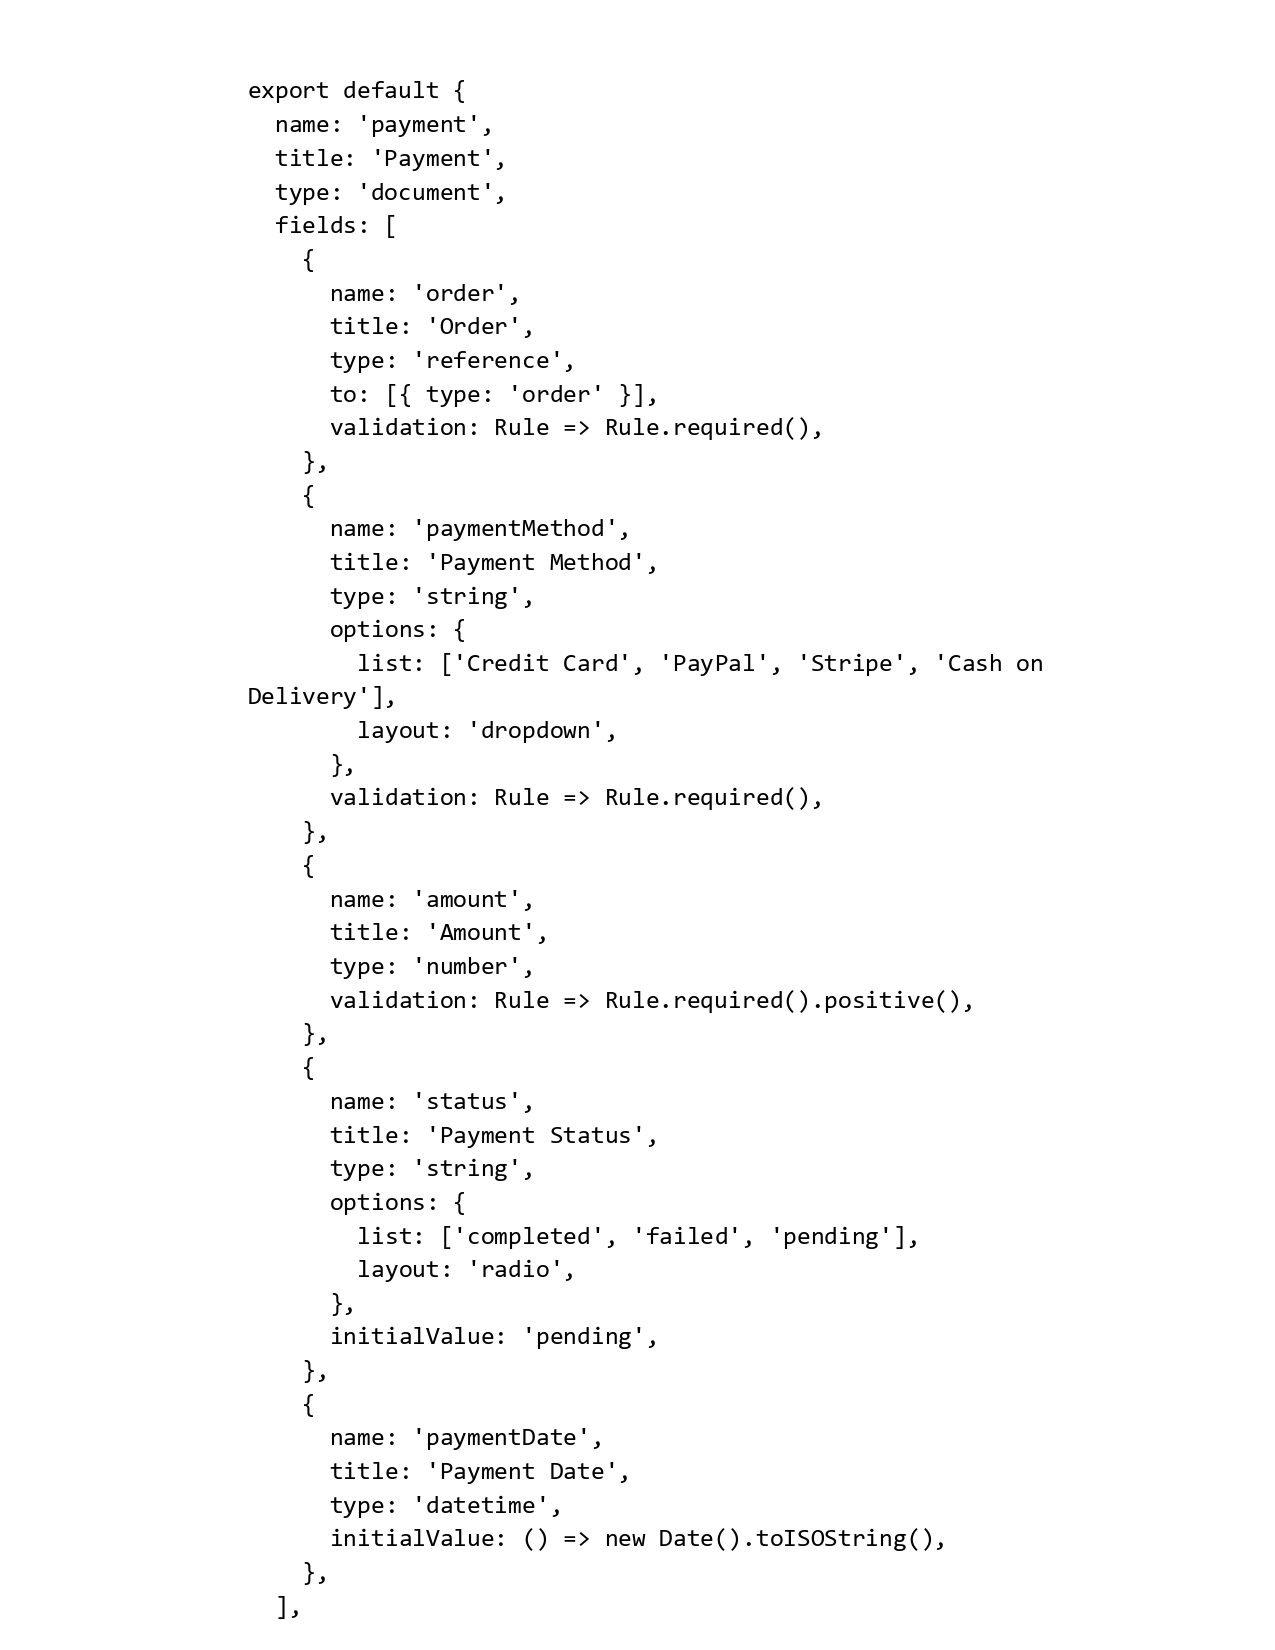 export default {
  name: 'payment',
  title: 'Payment',
  type: 'document',
  fields: [
    {
      name: 'order',
      title: 'Order',
      type: 'reference',
      to: [{ type: 'order' }],
      validation: Rule => Rule.required(),
    },
    {
      name: 'paymentMethod',
      title: 'Payment Method',
      type: 'string',
      options: {
        list: ['Credit Card', 'PayPal', 'Stripe', 'Cash on
Delivery'],
        layout: 'dropdown',
      },
      validation: Rule => Rule.required(),
    },
    {
      name: 'amount',
      title: 'Amount',
      type: 'number',
      validation: Rule => Rule.required().positive(),
    },
    {
      name: 'status',
      title: 'Payment Status',
      type: 'string',
      options: {
        list: ['completed', 'failed', 'pending'],
        layout: 'radio',
      },
      initialValue: 'pending',
    },
    {
      name: 'paymentDate',
      title: 'Payment Date',
      type: 'datetime',
      initialValue: () => new Date().toISOString(),
    },
  ],